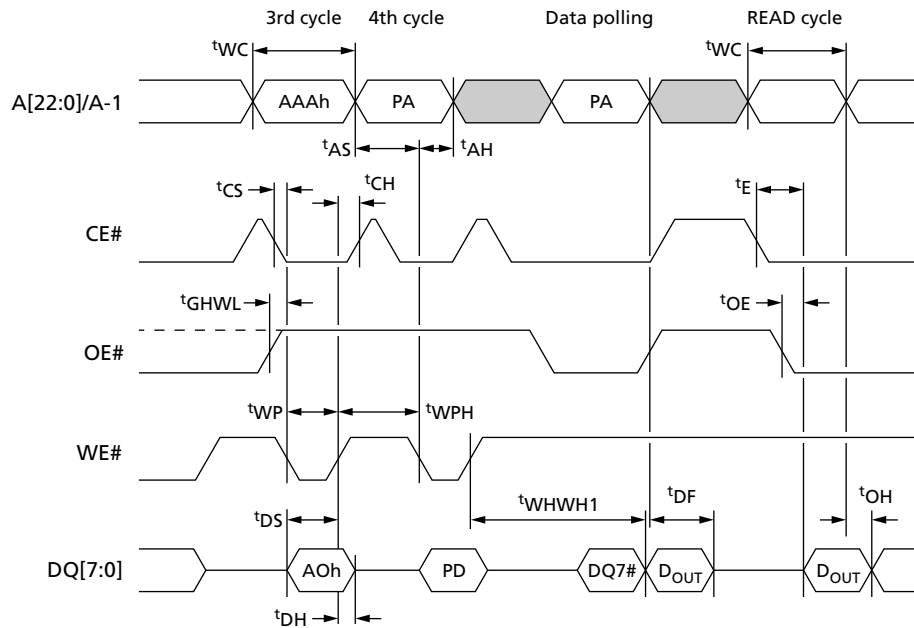 3rd cycle 4th cycle Data polling READ cycle
tWC tWC
A[22:0]/A-1 AAAh PA PA
tAS tAH
tCS tCH tE
CE#
tGHWL tOE
OE#
tWP tWPH
WE#
tWHWH1 tDF tOH
tDS
DQ[7:0] AOh PD DQ7# DOUT DOUT
tDH